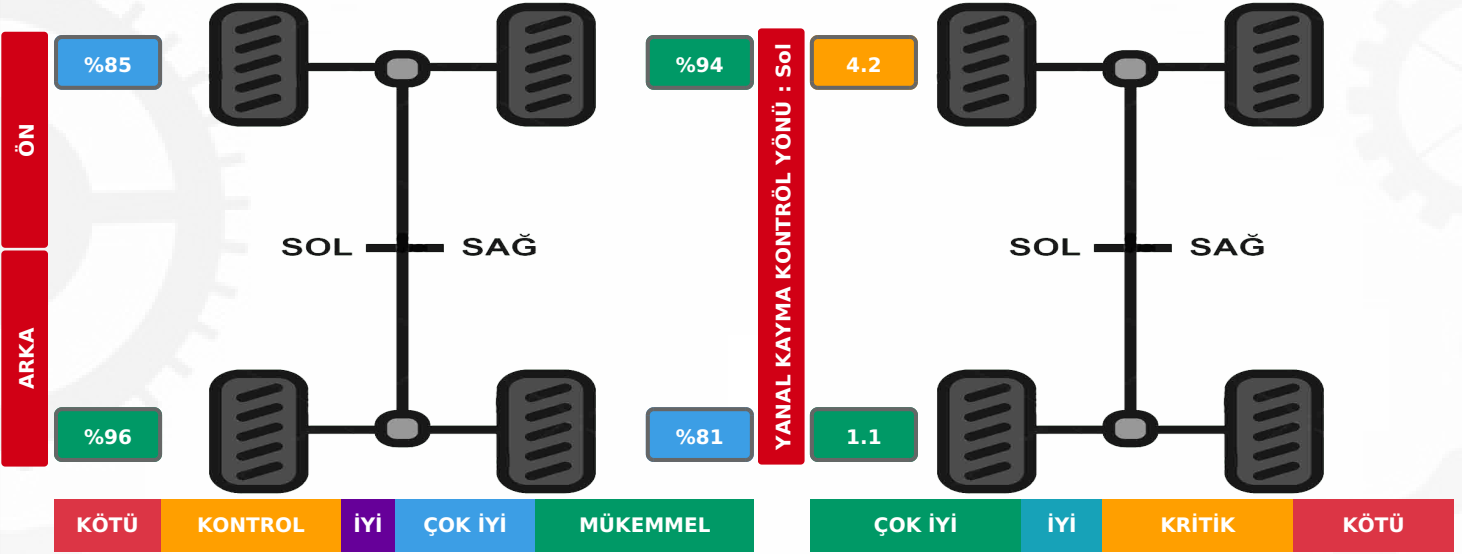 ÖN
%85
%94
SOL
SAĞ
ARKA
%96
%81
KÖTÜ
KONTROL
İYİ
ÇOK İYİ
MÜKEMMEL
YANAL KAYMA KONTRÖL YÖNÜ : Sol
4.2
SOL
SAĞ
1.1
ÇOK İYİ
İYİ
KRİTİK
KÖTÜ